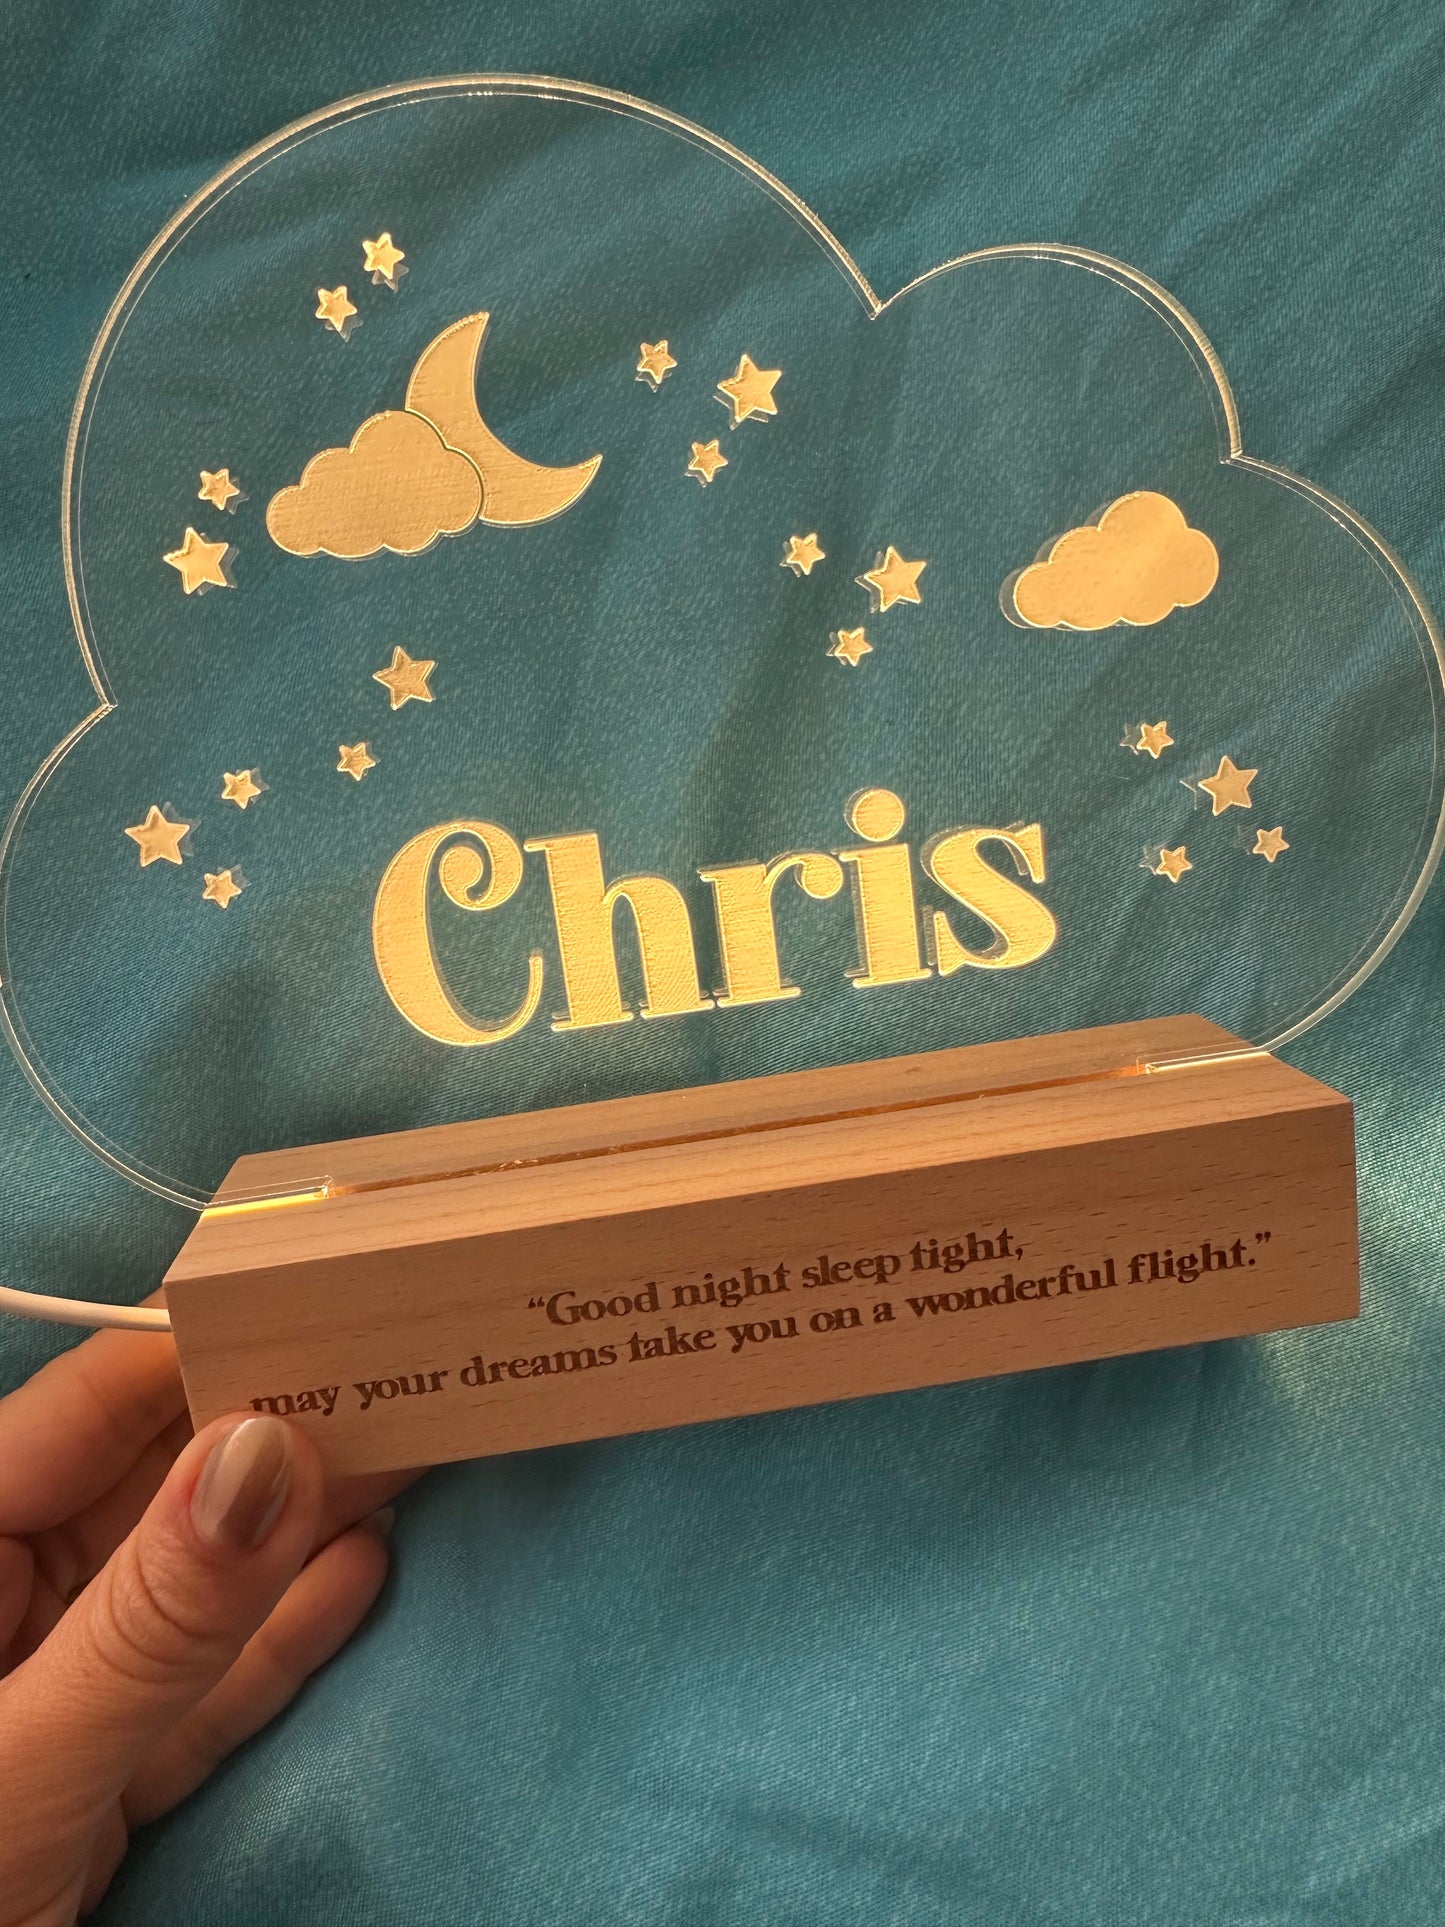 Chris
“Good night sleep tight,
may your dreams take you on a wonderful flight.”